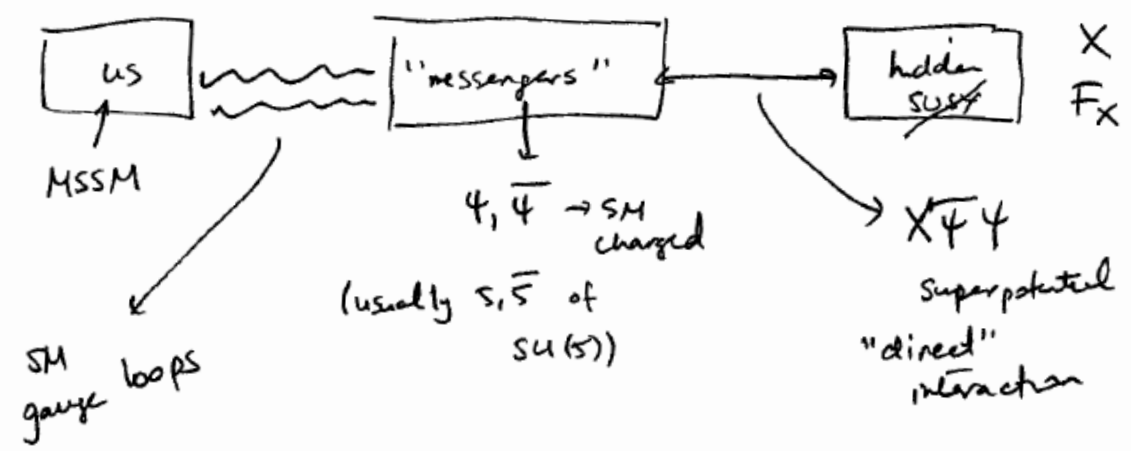 us
"messengers"
hidden
SUSY
X
F_X
MSSM
ψ, ψ̅ → SM
charged
(usually 5, 5̅ of
SU(5))
Xψ̅ψ
superpotential
"direct"
interaction
SM
gauge loops